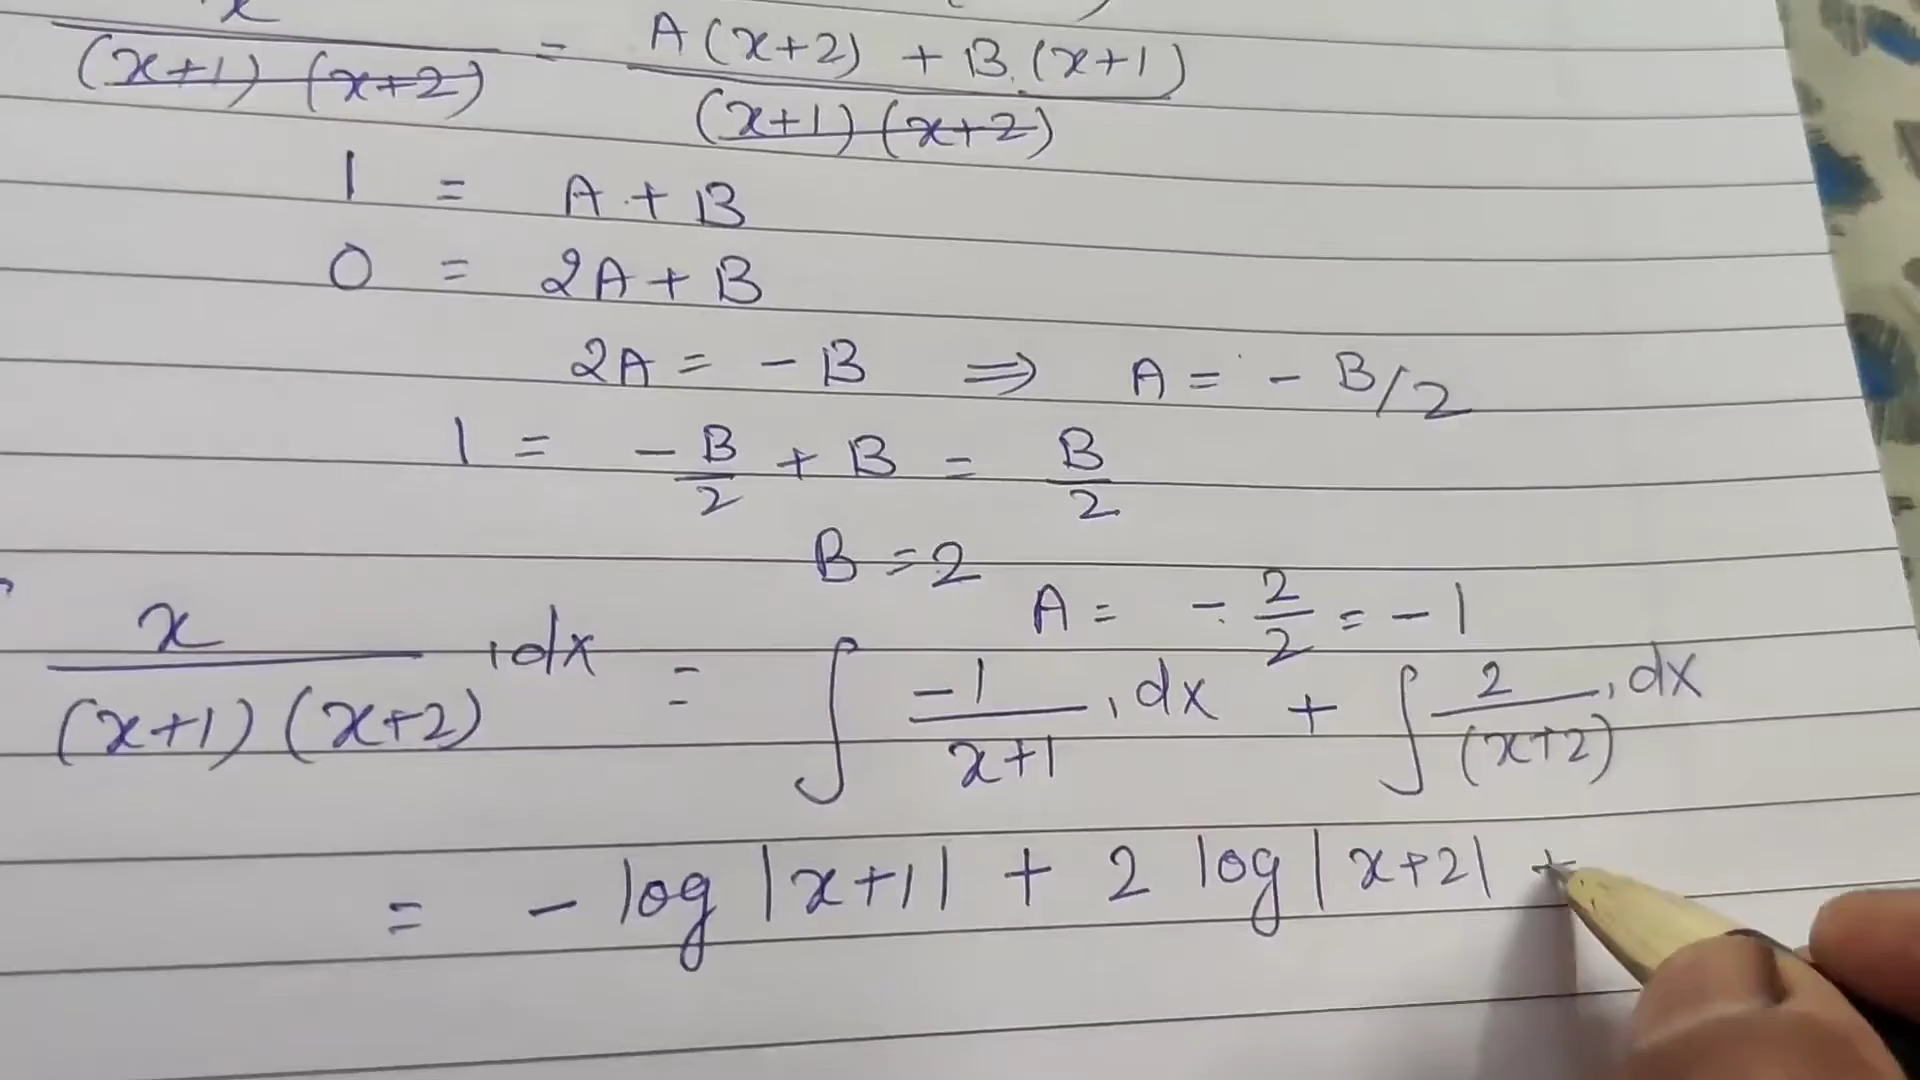 x/(x+1)(x+2) = A(x+2) + B.(x+1)/(x+1)(x+2)
1 = A + B
0 = 2A + B
2A = - B ⇒ A = - B/2
1 = -B/2 + B = B/2
B = 2
A = - 2/2 = -1
x/(x+1)(x+2) .dx = ∫ -1/x+1 .dx + ∫ 2/(x+2) .dx
= - log |x+1| + 2 log |x+2| +